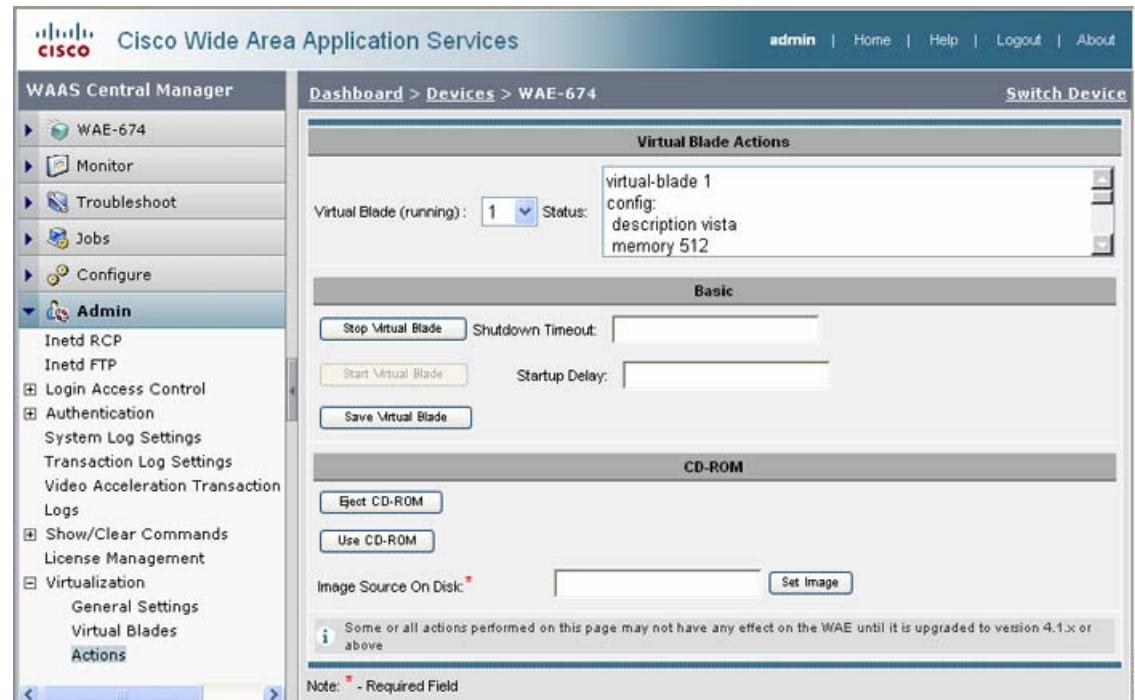 CISCO
Cisco Wide Area Application Services
admin | Home | Help | Logout | About
WAAS Central Manager
Dashboard > Devices > WAE-674
Switch Device
WAE-674
Monitor
Troubleshoot
Jobs
Configure
Admin
Inetd RCP
Inetd FTP
Login Access Control
Authentication
System Log Settings
Transaction Log Settings
Video Acceleration Transaction
Logs
Show/Clear Commands
License Management
Virtualization
General Settings
Virtual Blades
Actions
Virtual Blade Actions
Virtual Blade (running) : 1 Status:
virtual-blade 1
config:
description vista
memory 512
Basic
Stop Virtual Blade Shutdown Timeout:
Start Virtual Blade Startup Delay:
Save Virtual Blade
CD-ROM
Eject CD-ROM
Use CD-ROM
Image Source On Disk:* Set Image
i Some or all actions performed on this page may not have any effect on the WAE until it is upgraded to version 4.1.x or
above
Note: * - Required Field